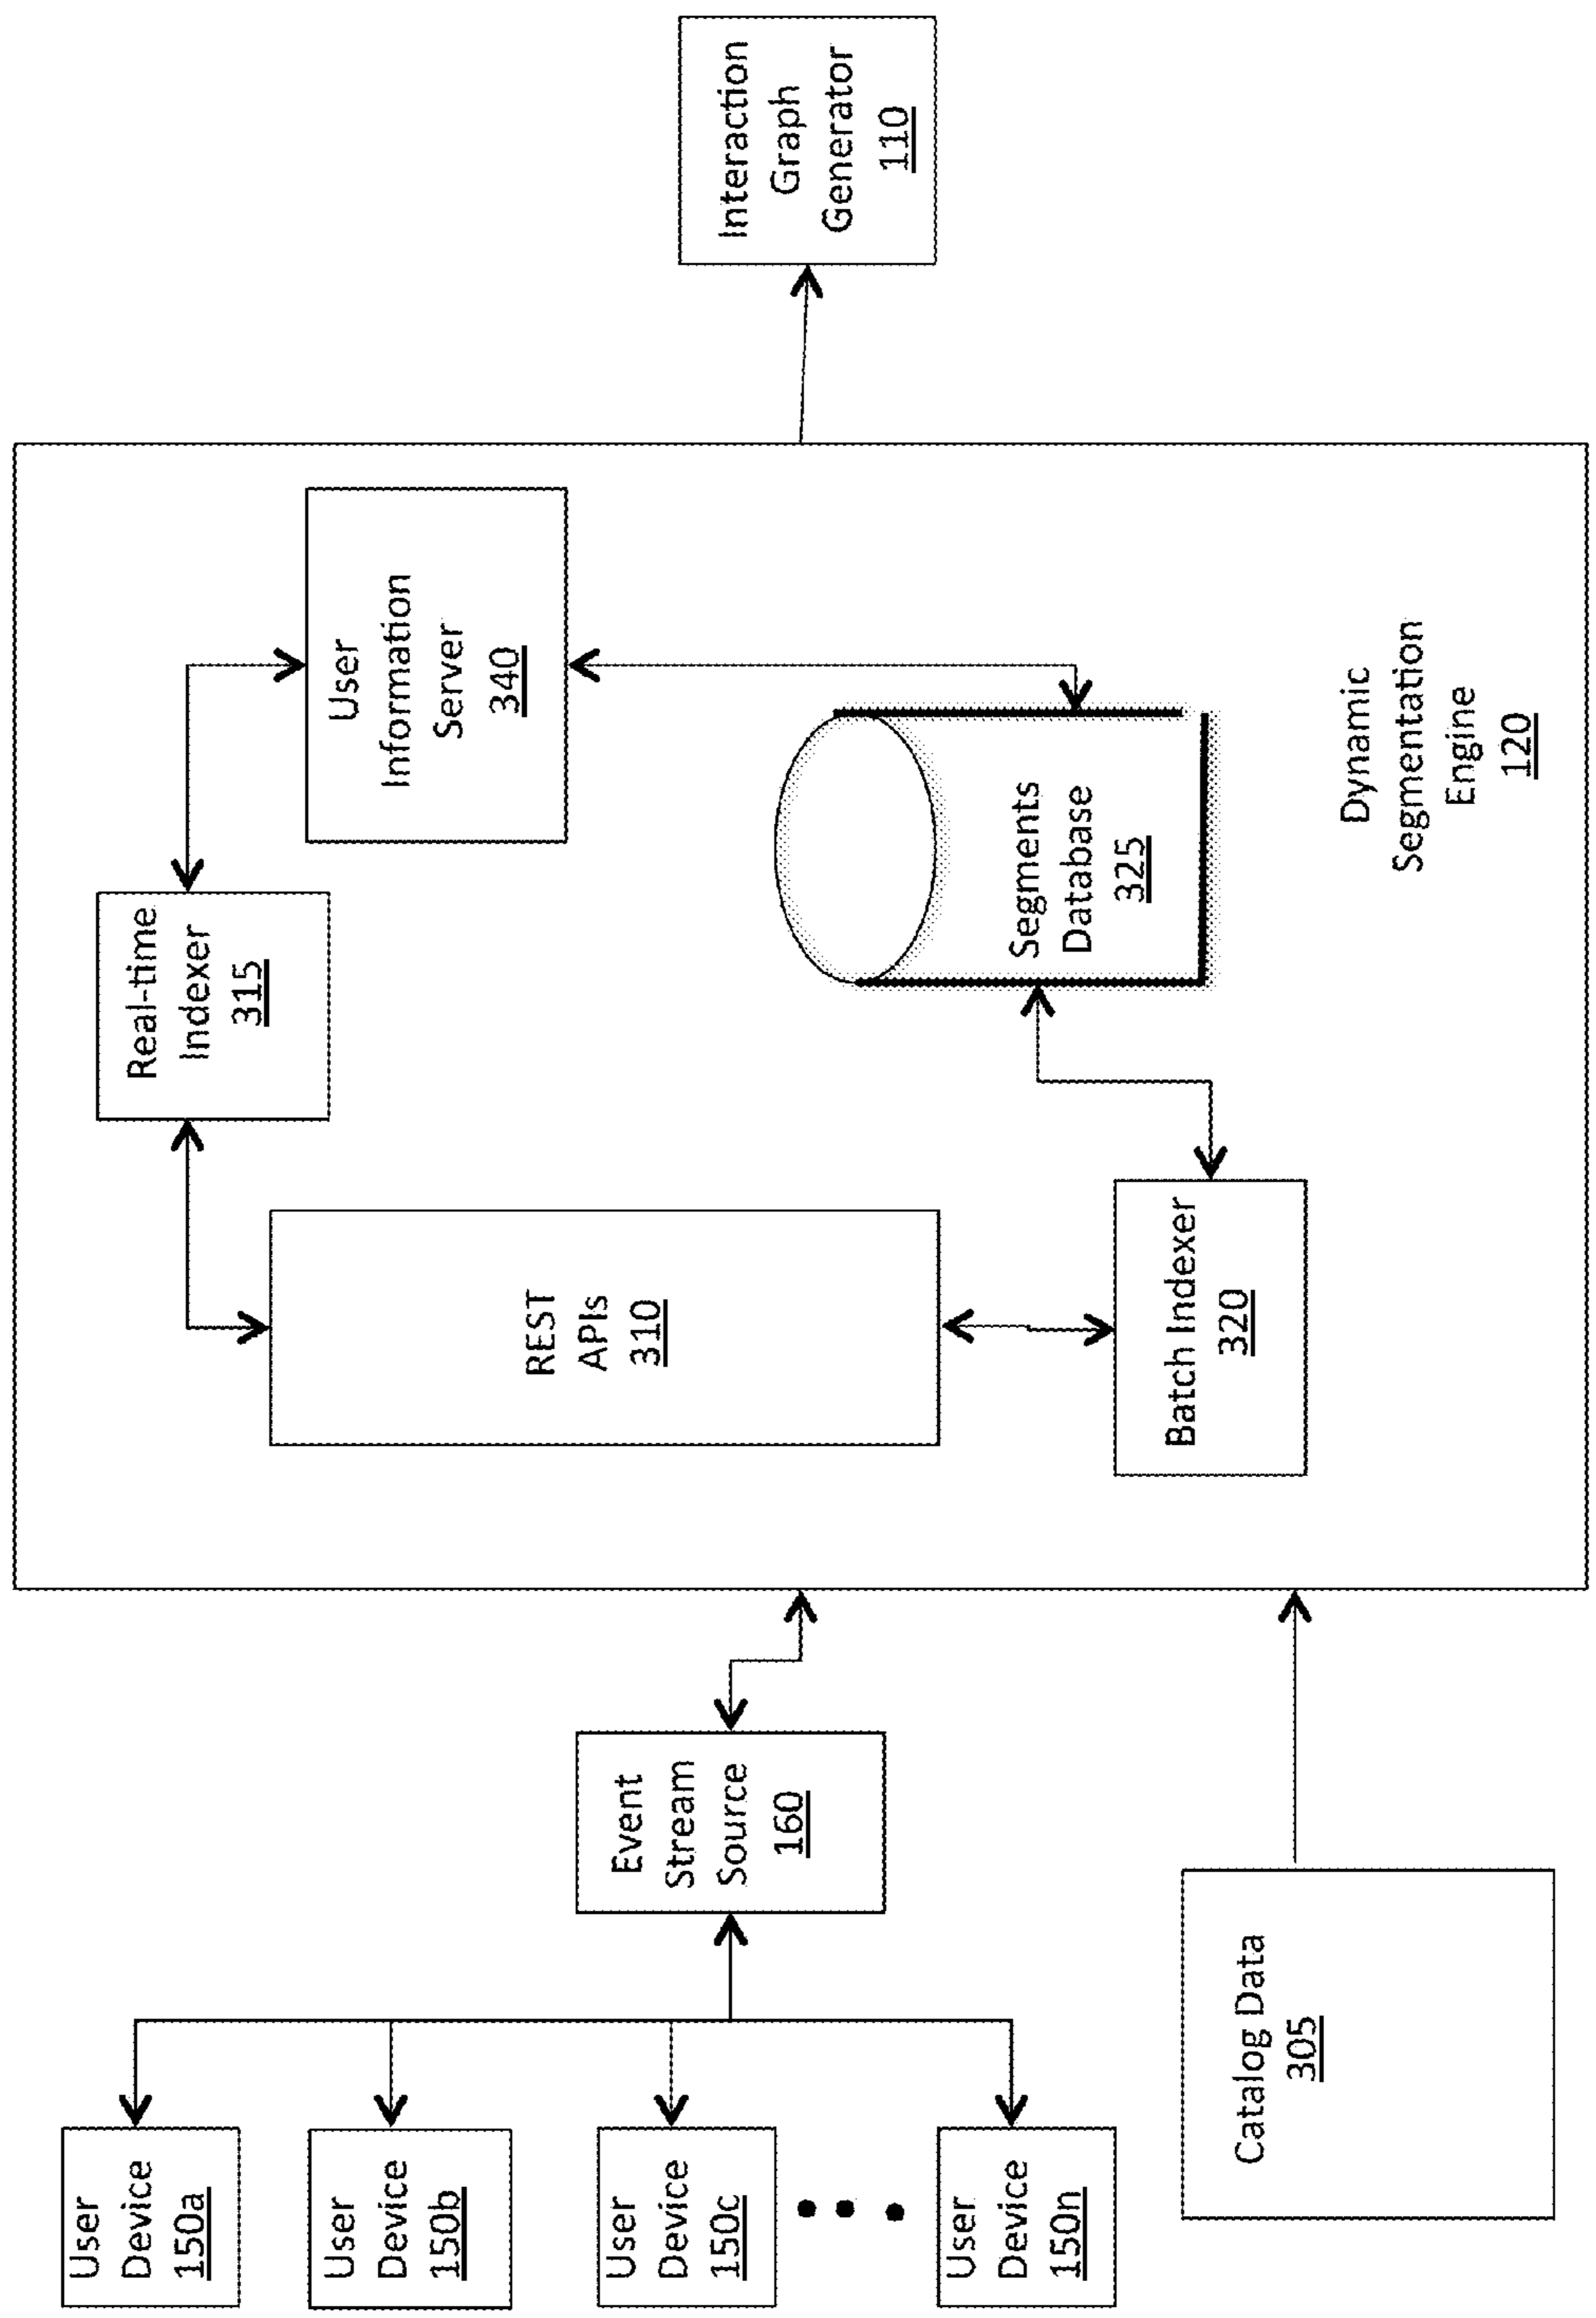 User
Device
150a
User
Device
150b
User
Device
150c
User
Device
150n
Event
Stream
Source
160
Catalog Data
305
Real-time
Indexer
315
REST
APIs
310
Batch Indexer
320
User
Information
Server
340
Segments
Database
325
Dynamic
Segmentation
Engine
120
Interaction
Graph
Generator
110